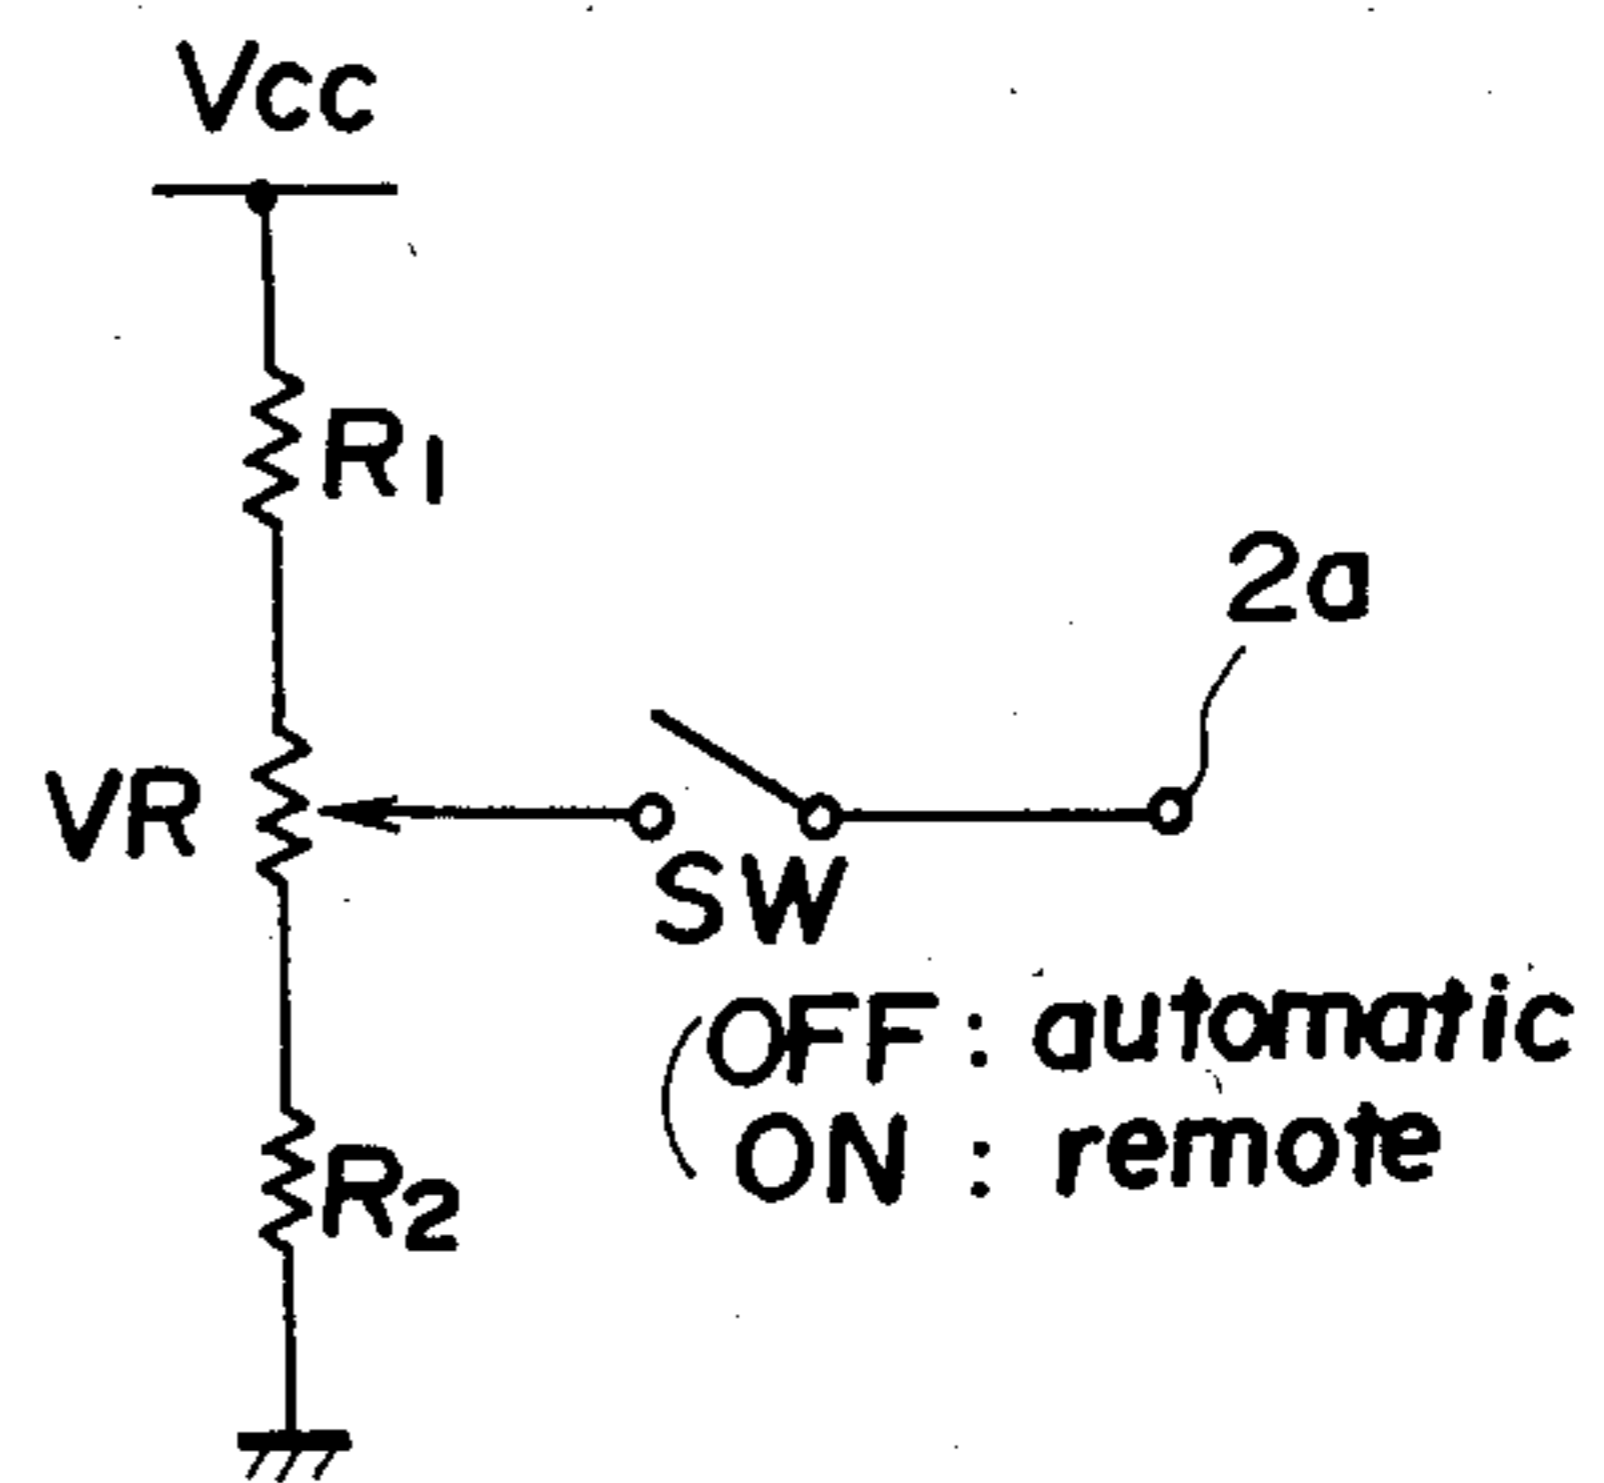 Vcc
R1
2a
VR
SW
(OFF : automatic
ON : remote
R2